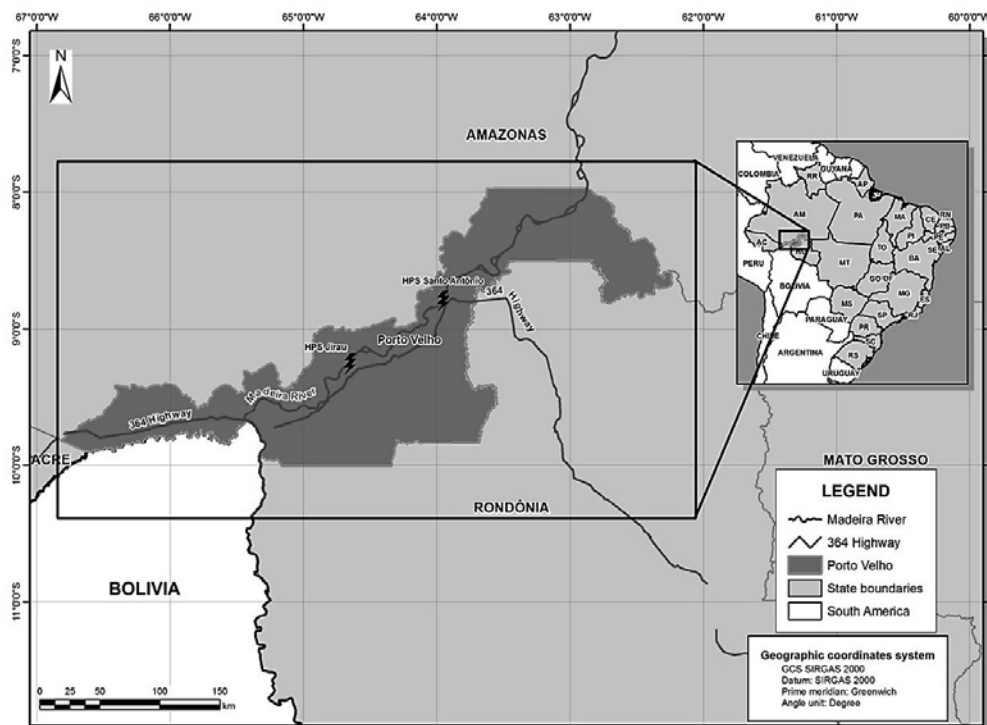 67°0'0"W 66°0'0"W 65°0'0"W 64°0'0"W 63°0'0"W 62°0'0"W 61°0'0"W 60°0'0"W
7°0'0"S
8°0'0"S
9°0'0"S
10°0'0"S
11°0'0"S
N
AMAZONAS
HPS Santo Antônio
364
Highway
HPS Jirau
Porto Velho
Madeira River
364 Highway
ACRE
RONDÔNIA
MATO GROSSO
BOLIVIA
VENEZUELA
GUYANA
COLOMBIA
RR
AP
AM
PA
MA
CE
RN
PB
PE
PI
AC
TO
SE
AL
PERU
RO
MT
BA
BOLIVIA
GO
DF
MG
MS
ES
PARAGUAY
SP
RJ
CHILE
PR
SC
ARGENTINA
RS
URUGUAY
LEGEND
Madeira River
364 Highway
Porto Velho
State boundaries
South America
Geographic coordinates system
GCS SIRGAS 2000
Datum: SIRGAS 2000
Prime meridian: Greenwich
Angle unit: Degree
0 25 50 100 150
km